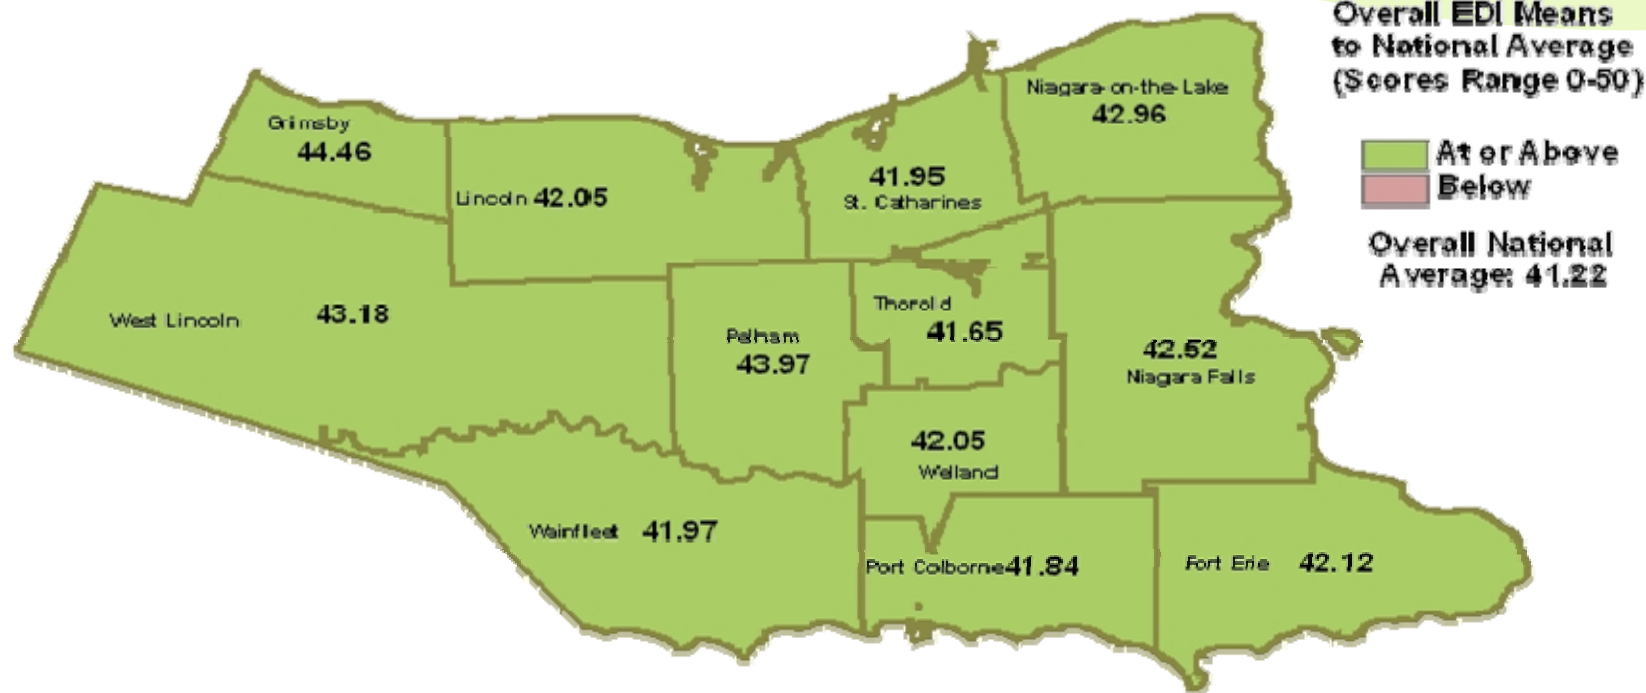 Overall EDI Means
to National Average
(Scores Range 0-50)
At or Above
Below
Overall National
Average: 41.22
Niagara-on-the-Lake
42.96
Grimsby
44.46
Lincoln 42.05
41.95
St. Catharines
West Lincoln 43.18
Pelham
43.97
Thorold
41.65
42.52
Niagara Falls
42.05
Welland
Wainfleet 41.97
Port Colborne 41.84
Fort Erie 42.12